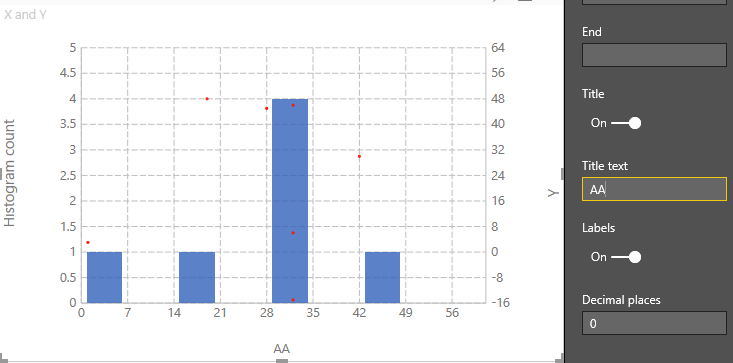 X and Y
5
4.5
4
3.5
3
2.5
2
1.5
1
0.5
0
Histogram count
64
56
48
40
32
24
16
8
0
-8
-16
Y
0 7 14 21 28 35 42 49 56
AA
End
Title
On
Title text
AA
Labels
On
Decimal places
0